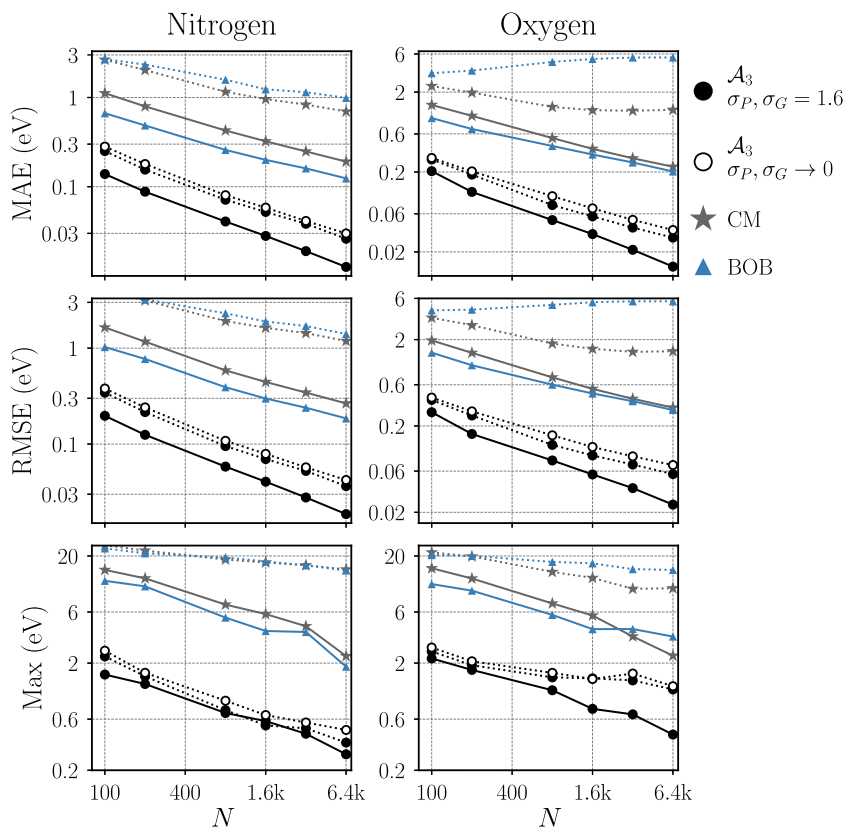 Nitrogen
Oxygen
MAE (eV)
3
1
0.3
0.1
0.03
6
2
0.6
0.2
0.06
0.02
𝒜₃
σ_P, σ_G = 1.6
𝒜₃
σ_P, σ_G → 0
CM
BOB
RMSE (eV)
3
1
0.3
0.1
0.03
6
2
0.6
0.2
0.06
0.02
Max (eV)
20
6
2
0.6
0.2
20
6
2
0.6
0.2
100
400
1.6k
6.4k
N
100
400
1.6k
6.4k
N